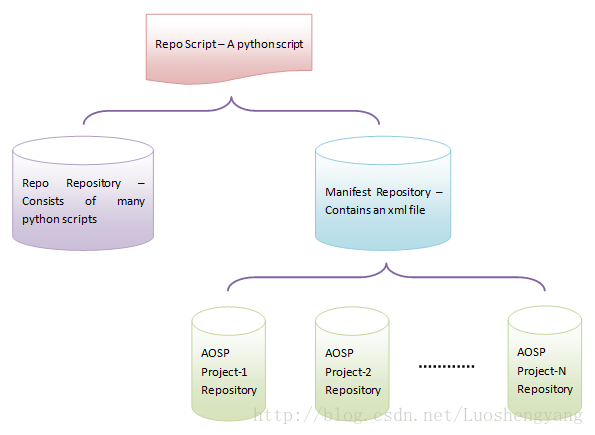 Repo Script – A python script
Repo Repository –
Consists of many
python scripts
Manifest Repository –
Contains an xml file
AOSP
Project-1
Repository
AOSP
Project-2
Repository
............
AOSP
Project-N
Repository
http://blog.csdn.net/Luoshengyang